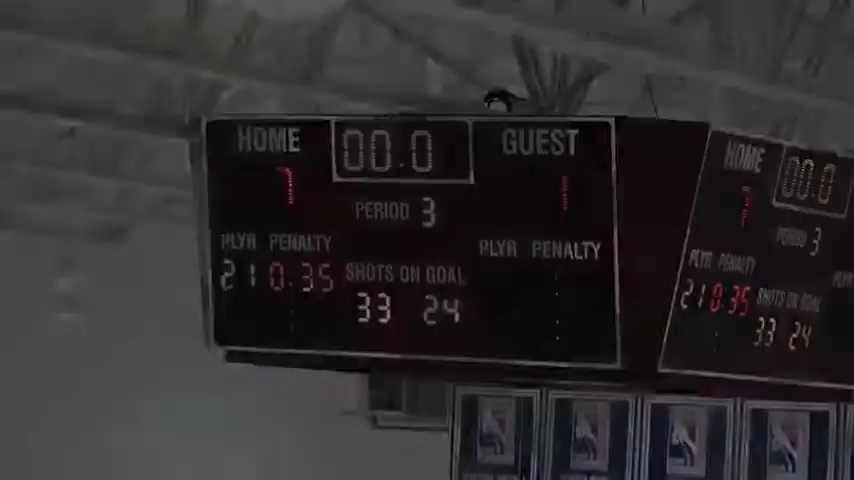 HOME 00.0 GUEST
7 1
PERIOD 3
PLYR PENALTY
21 0:35
SHOTS ON GOAL
33 24
PLYR PENALTY
HOME 00.0
7
PERIOD 3
PLYR PENALTY
21 0:35
SHOTS ON GOAL
33 24
PLYR